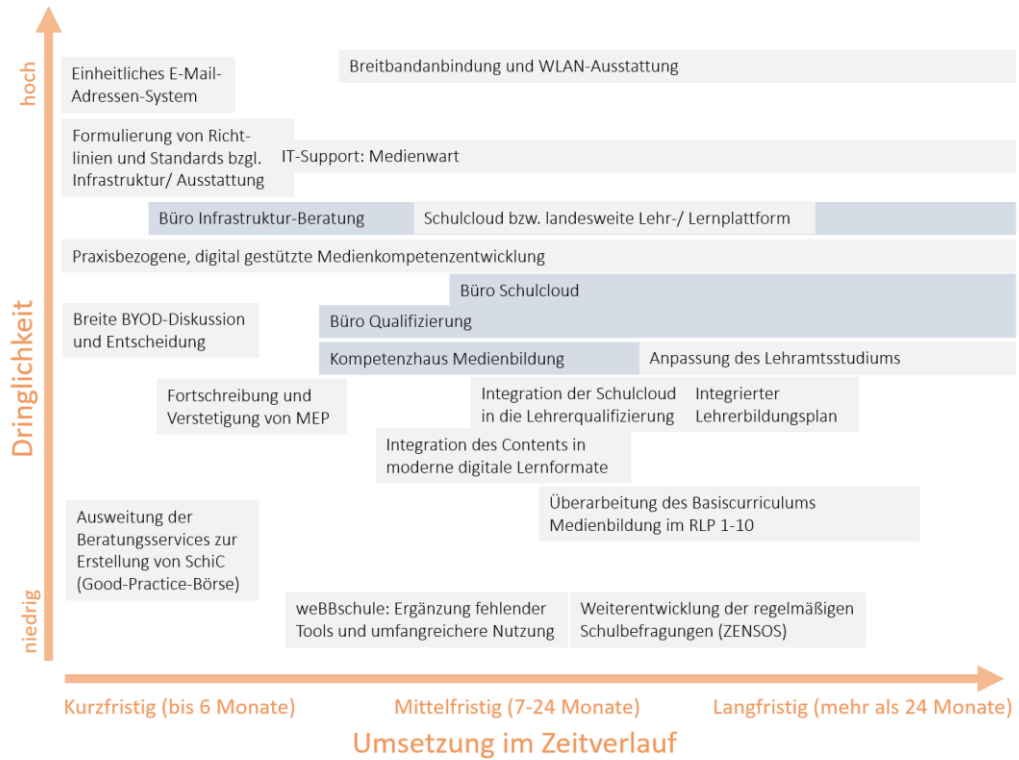 hoch
Einheitliches E-Mail-
Adressen-System
Breitbandanbindung und WLAN-Ausstattung
Formulierung von Richt-
linien und Standards bzgl.
Infrastruktur/ Ausstattung
IT-Support: Medienwart
Büro Infrastruktur-Beratung
Schulcloud bzw. landesweite Lehr-/ Lernplattform
Praxisbezogene, digital gestützte Medienkompetenzentwicklung
Büro Schulcloud
Büro Qualifizierung
Breite BYOD-Diskussion
und Entscheidung
Kompetenzhaus Medienbildung
Anpassung des Lehramtsstudiums
Dringlichkeit
Fortschreibung und
Verstetigung von MEP
Integration der Schulcloud
in die Lehrerqualifizierung
Integrierter
Lehrerbildungsplan
Integration des Contents in
moderne digitale Lernformate
Überarbeitung des Basiscurriculums
Medienbildung im RLP 1-10
Ausweitung der
Beratungsservices zur
Erstellung von SchiC
(Good-Practice-Börse)
niedrig
weBBschule: Ergänzung fehlender
Tools und umfangreichere Nutzung
Weiterentwicklung der regelmäßigen
Schulbefragungen (ZENSOS)
Kurzfristig (bis 6 Monate)
Mittelfristig (7-24 Monate)
Langfristig (mehr als 24 Monate)
Umsetzung im Zeitverlauf